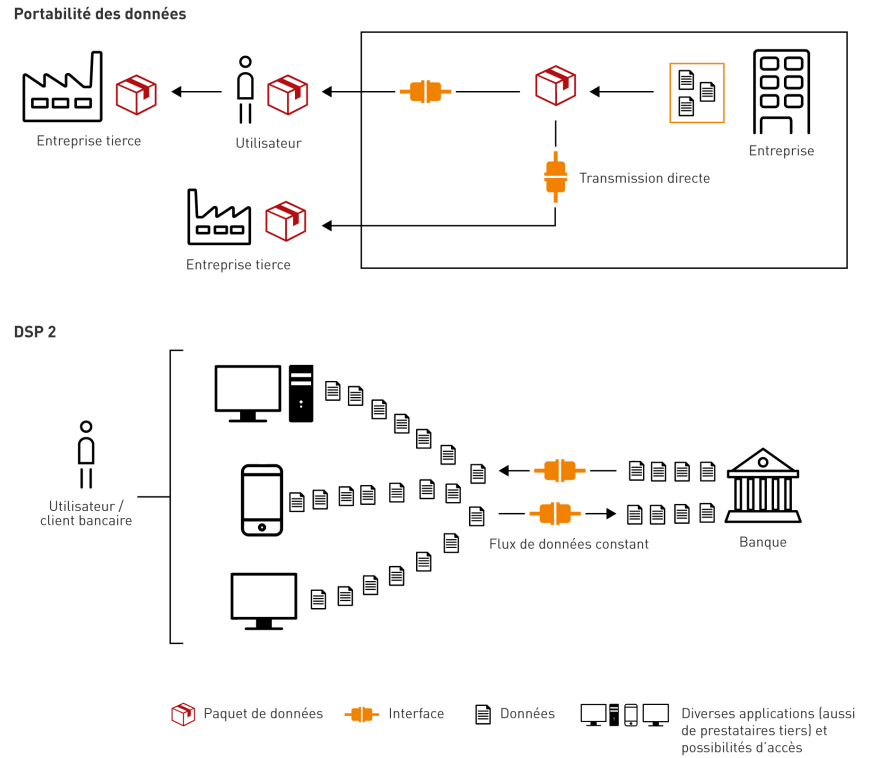 Portabilité des données
Entreprise tierce
Utilisateur
Entreprise
Transmission directe
Entreprise tierce
DSP 2
Utilisateur /
client bancaire
Flux de données constant
Banque
Paquet de données
Interface
Données
Diverses applications (aussi
de prestataires tiers) et
possibilités d'accès